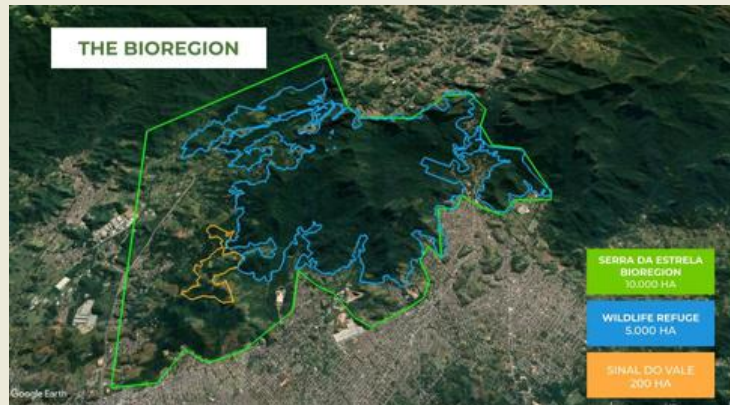 THE BIOREGION
SERRA DA ESTRELA
BIOREGION
10.000 HA
WILDLIFE REFUGE
5.000 HA
SINAL DO VALE
200 HA
Google Earth